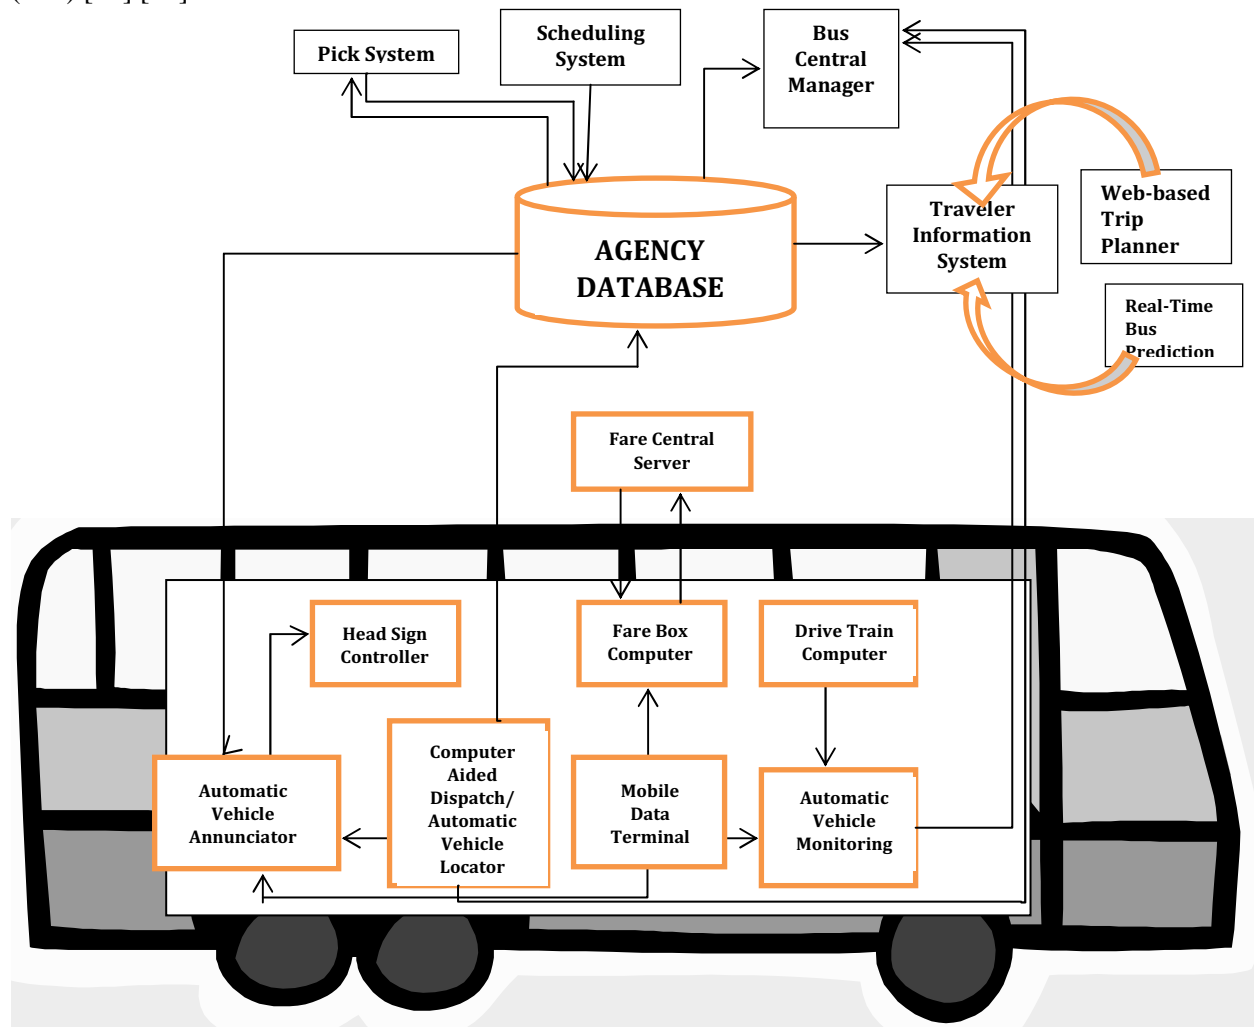 Pick System
Scheduling
System
Bus
Central
Manager
Web-based
Trip
Planner
Traveler
Information
System
AGENCY
DATABASE
Real-Time
Bus
Prediction
Fare Central
Server
Head Sign
Controller
Fare Box
Computer
Drive Train
Computer
Automatic
Vehicle
Annunciator
Computer
Aided
Dispatch/
Automatic
Vehicle
Locator
Mobile
Data
Terminal
Automatic
Vehicle
Monitoring